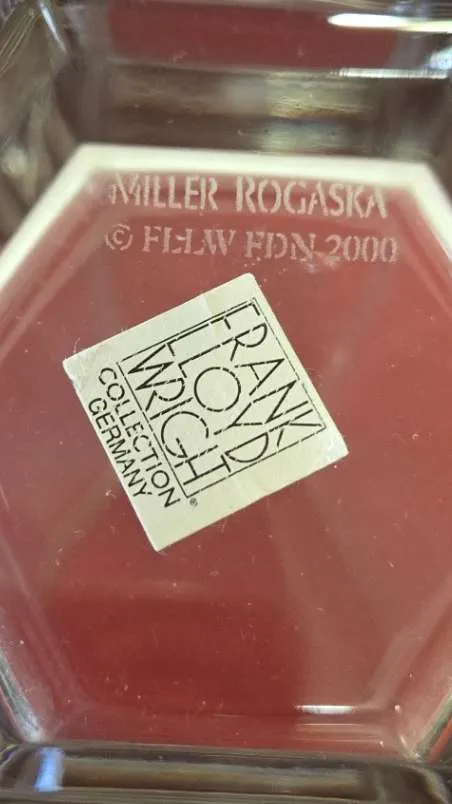 MILLER ROGASKA
© FLLW FDN 2000
FRANK
LLOYD
WRIGHT
®
COLLECTION
GERMANY